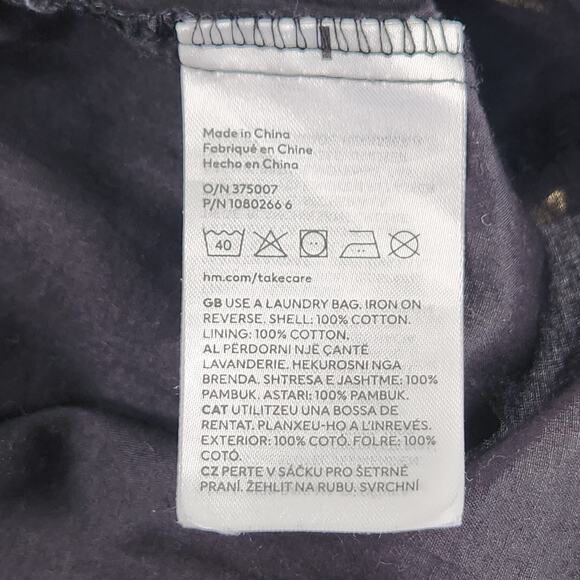 Made in China
Fabriqué en Chine
Hecho en China
O/N 375007
P/N 1080266 6
40
hm.com/takecare
GB USE A LAUNDRY BAG. IRON ON
REVERSE. SHELL: 100% COTTON.
LINING: 100% COTTON.
AL PËRDORNI NJË ÇANTË
LAVANDERIE. HEKUROSNI NGA
BRENDA. SHTRESA E JASHTME: 100%
PAMBUK. ASTARI: 100% PAMBUK.
CAT UTILITZEU UNA BOSSA DE
RENTAT. PLANXEU-HO A L'INREVÉS.
EXTERIOR: 100% COTÓ. FOLRE: 100%
COTÓ.
CZ PERTE V SÁČKU PRO ŠETRNÉ
PRANÍ. ŽEHLIT NA RUBU. SVRCHNÍ